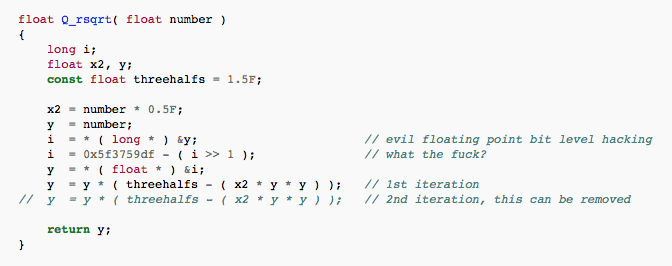 float Q_rsqrt( float number )
{
    long i;
    float x2, y;
    const float threehalfs = 1.5F;

    x2 = number * 0.5F;
    y  = number;
    i  = * ( long * ) &y;                       // evil floating point bit level hacking
    i  = 0x5f3759df - ( i >> 1 );               // what the fuck?
    y  = * ( float * ) &i;
    y  = y * ( threehalfs - ( x2 * y * y ) );   // 1st iteration
//  y  = y * ( threehalfs - ( x2 * y * y ) );   // 2nd iteration, this can be removed

    return y;
}